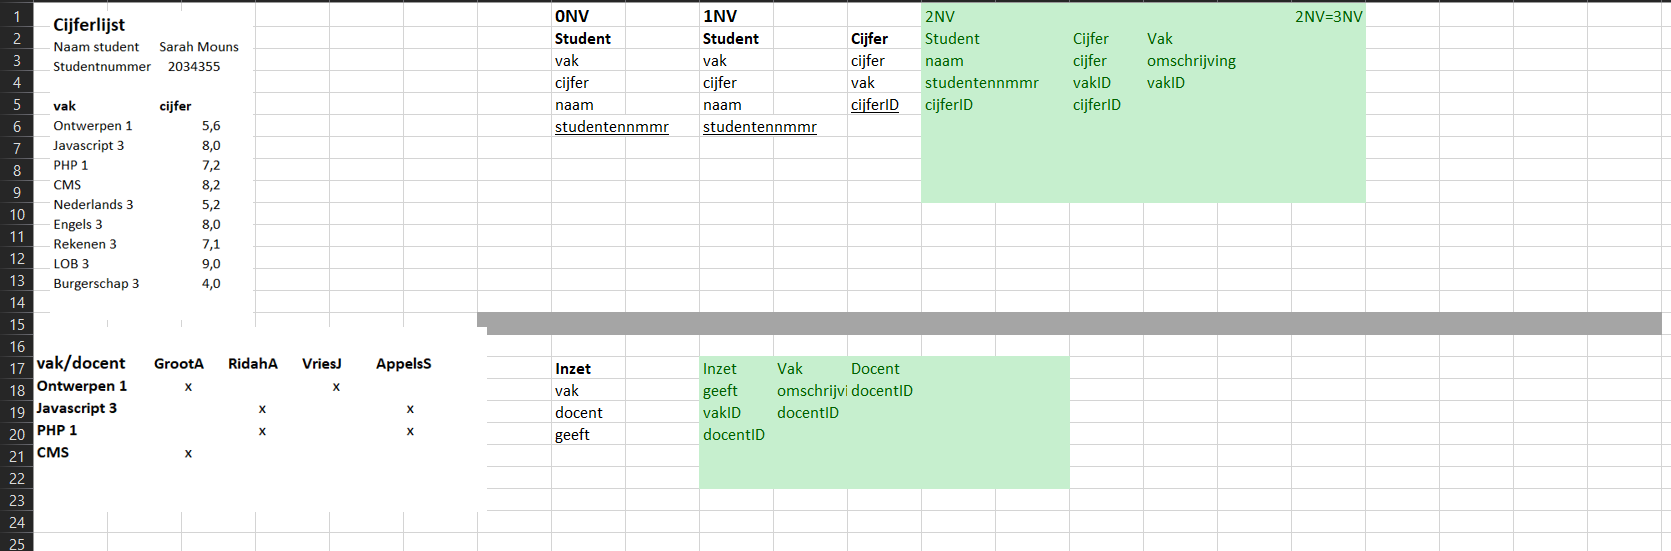 1 0NV 1NV 2NV 2NV=3NV
Cijferlijst
2 Student Student Cijfer Student Cijfer Vak
Naam student Sarah Mouns
3 vak vak cijfer naam cijfer omschrijving
Studentnummer 2034355
4 cijfer cijfer vak studentennmmr vakID vakID
5 vak cijfer naam naam cijferID cijferID cijferID
6 Ontwerpen 1 5,6 studentennmmr studentennmmr
7 Javascript 3 8,0
8 PHP 1 7,2
9 CMS 8,2
10 Nederlands 3 5,2
11 Engels 3 8,0
12 Rekenen 3 7,1
LOB 3 9,0
13 Burgerschap 3 4,0
14
15
16
17 vak/docent GrootA RidahA VriesJ AppelsS Inzet Inzet Vak Docent
18 Ontwerpen 1 x x vak geeft omschrijvi docentID
19 Javascript 3 x x docent vakID docentID
20 PHP 1 x x geeft docentID
21 CMS x
22
23
24
25